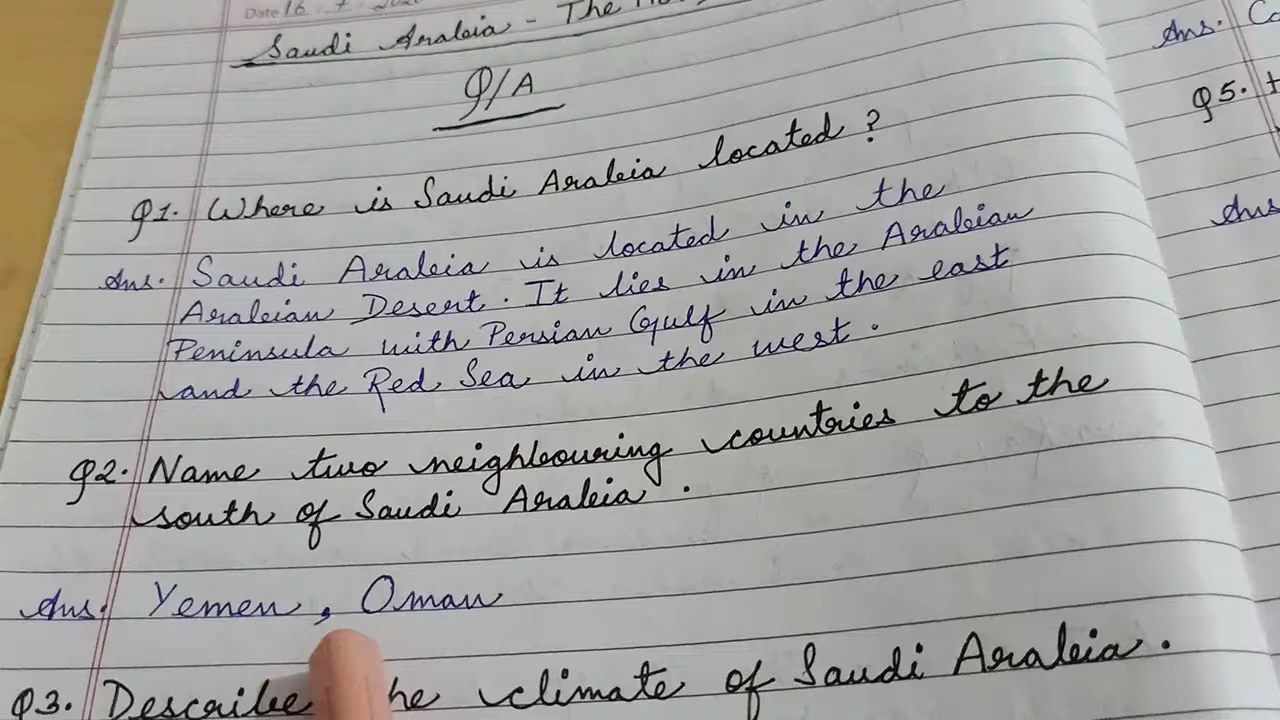 Date 16. 7.
Saudi Arabia - The
Q/A
Q1. Where is Saudi Arabia located?
Ans. Saudi Arabia is located in the
Arabian Desert. It lies in the Arabian
Peninsula with Persian Gulf in the east
and the Red Sea in the west.
Q2. Name two neighbouring countries to the
south of Saudi Arabia.
Ans. Yemen, Oman
Q3. Describe the climate of Saudi Arabia.
Ans.
Q5.
Ans